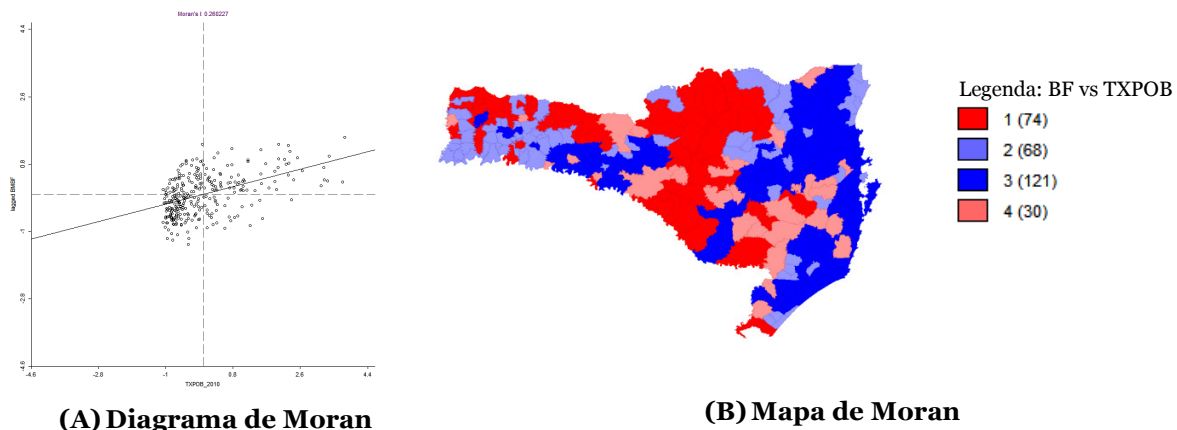 Moran's I: 0.260227
4.4
2.6
0.8
-1
-2.8
-4.6
lagged BMBF
-4.6 -2.8 -1 0.8 2.6 4.4
TXPOB_2010
(A) Diagrama de Moran
Legenda: BF vs TXPOB
1 (74)
2 (68)
3 (121)
4 (30)
(B) Mapa de Moran